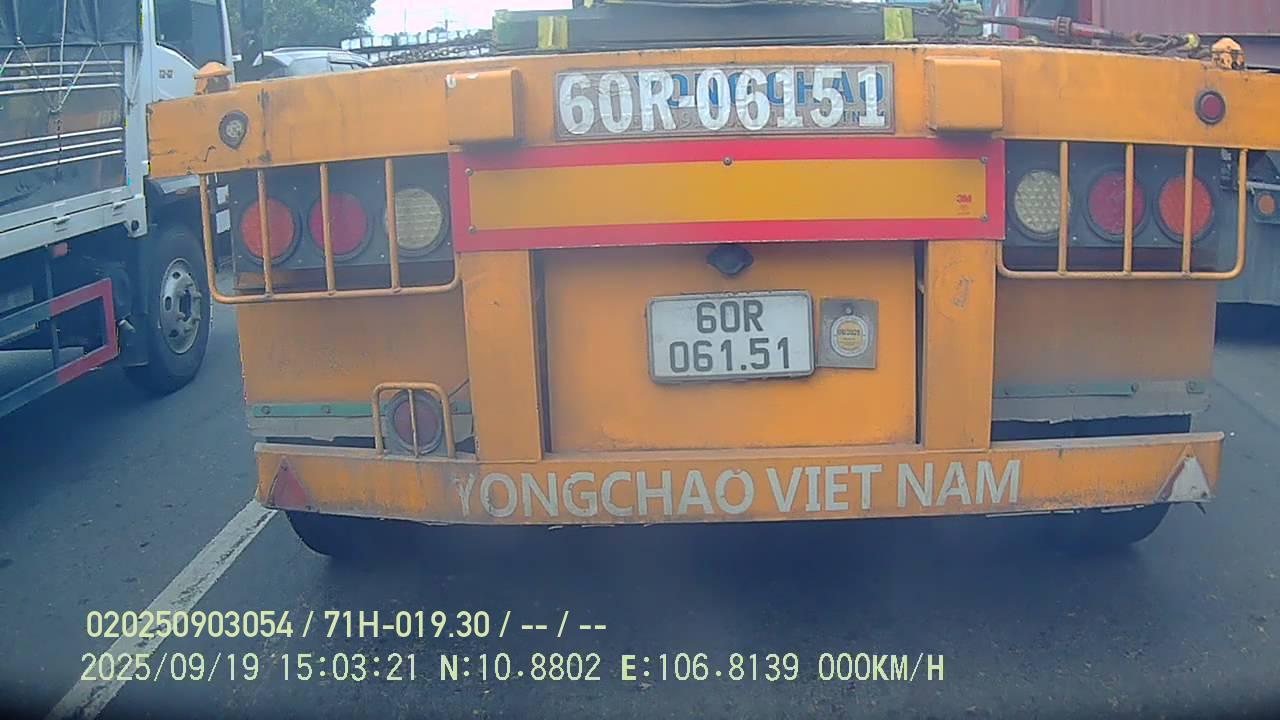 60R-06151
3M
60R
061.51
YONGCHAO VIET NAM
020250903054 / 71H-019.30 / -- / --
2025/09/19 15:03:21 N:10.8802 E:106.8139 000KM/H